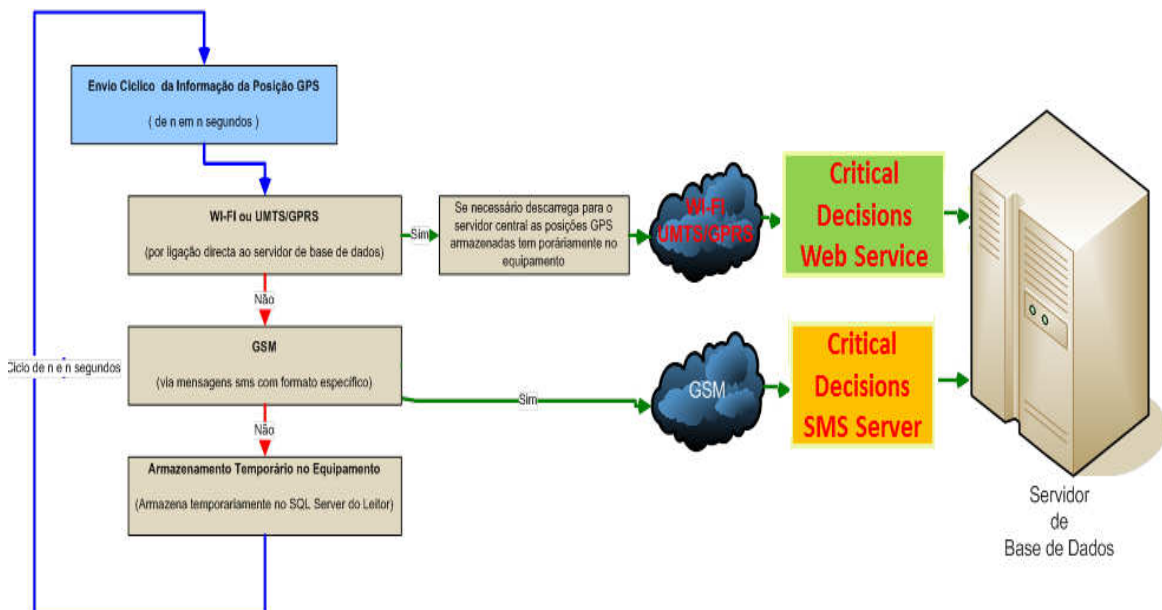 Envio Cíclico da Informação da Posição GPS
( de n em n segundos )
WI-FI ou UMTS/GPRS
(por ligação directa ao servidor de base de dados)
Sim
Se necessário descarrega para o
servidor central as posições GPS
armazenadas tem poráriamente no
equipamento
WI-FI
UMTS/GPRS
Critical
Decisions
Web Service
Não
GSM
(via mensagens sms com formato específico)
Ciclo de n e n segundos
Sim
GSM
Critical
Decisions
SMS Server
Não
Armazenamento Temporário no Equipamento
(Armazena temporariamente no SQL Server do Leitor)
Servidor
de
Base de Dados